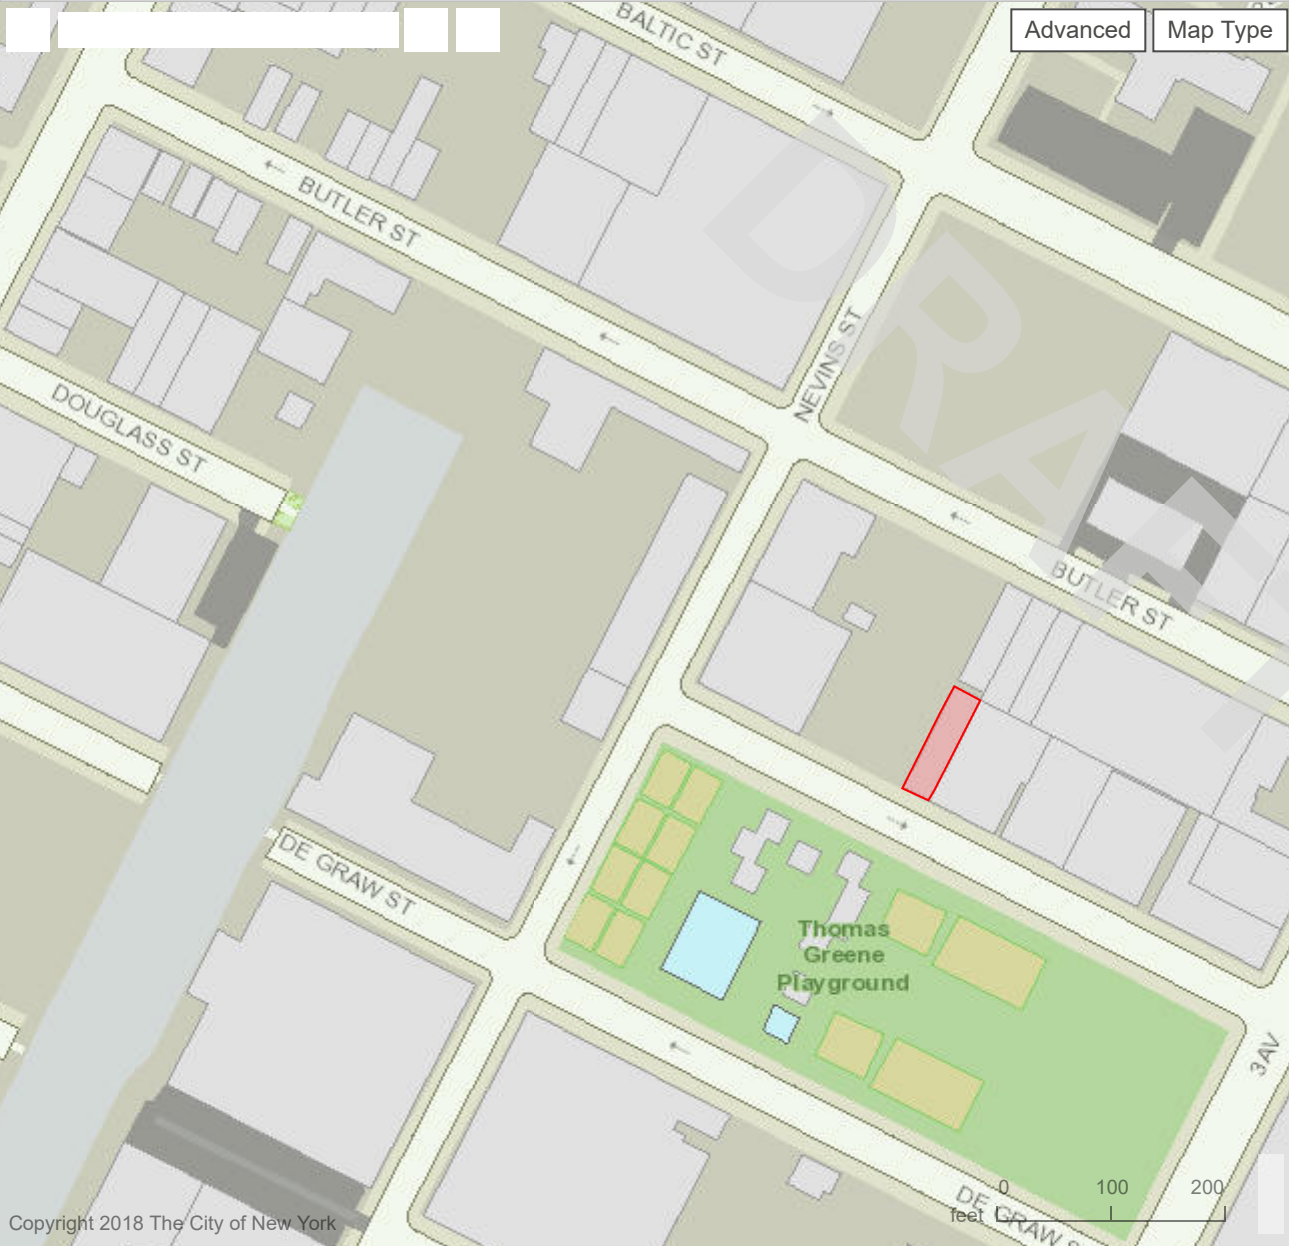 BALTIC ST
Advanced
Map Type
BUTLER ST
NEVINS ST
DOUGLASS ST
BUTLER ST
DRAFT
DE GRAW ST
Thomas
Greene
Playground
3AV
DE GRAW S
0 100 200
feet
Copyright 2018 The City of New York